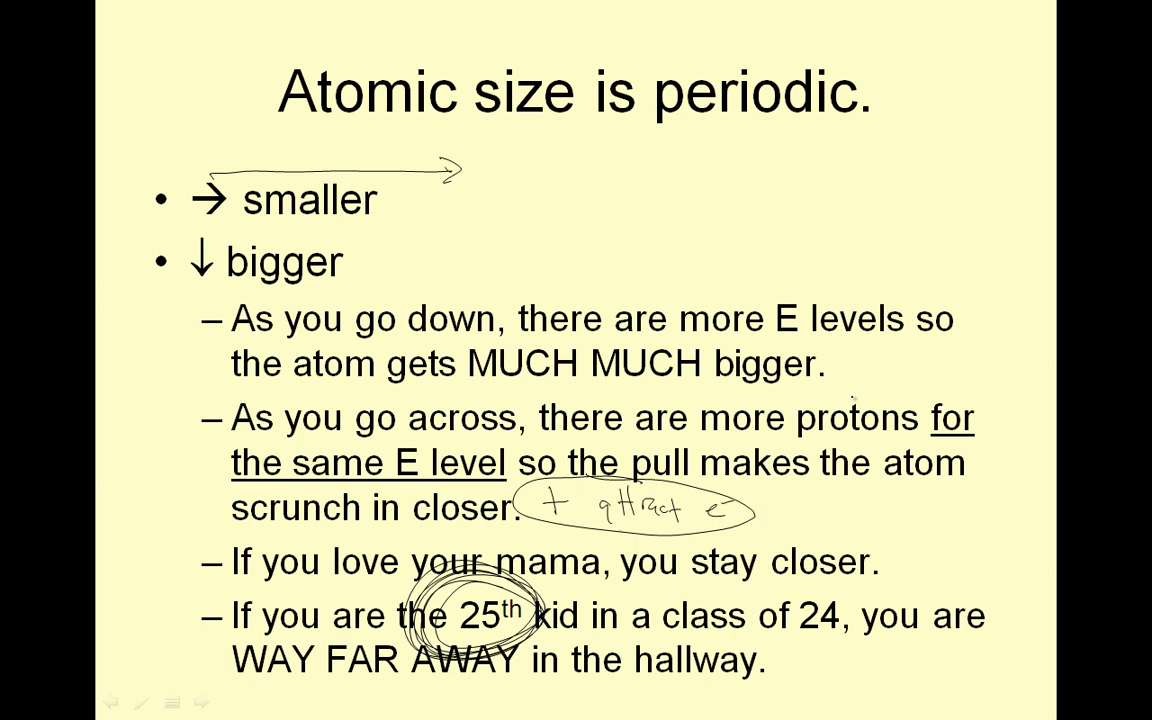 Atomic size is periodic.
• → smaller
• ↓ bigger
– As you go down, there are more E levels so
the atom gets MUCH MUCH bigger.
– As you go across, there are more protons for
the same E level so the pull makes the atom
scrunch in closer. + attract e⁻
– If you love your mama, you stay closer.
– If you are the 25th kid in a class of 24, you are
WAY FAR AWAY in the hallway.